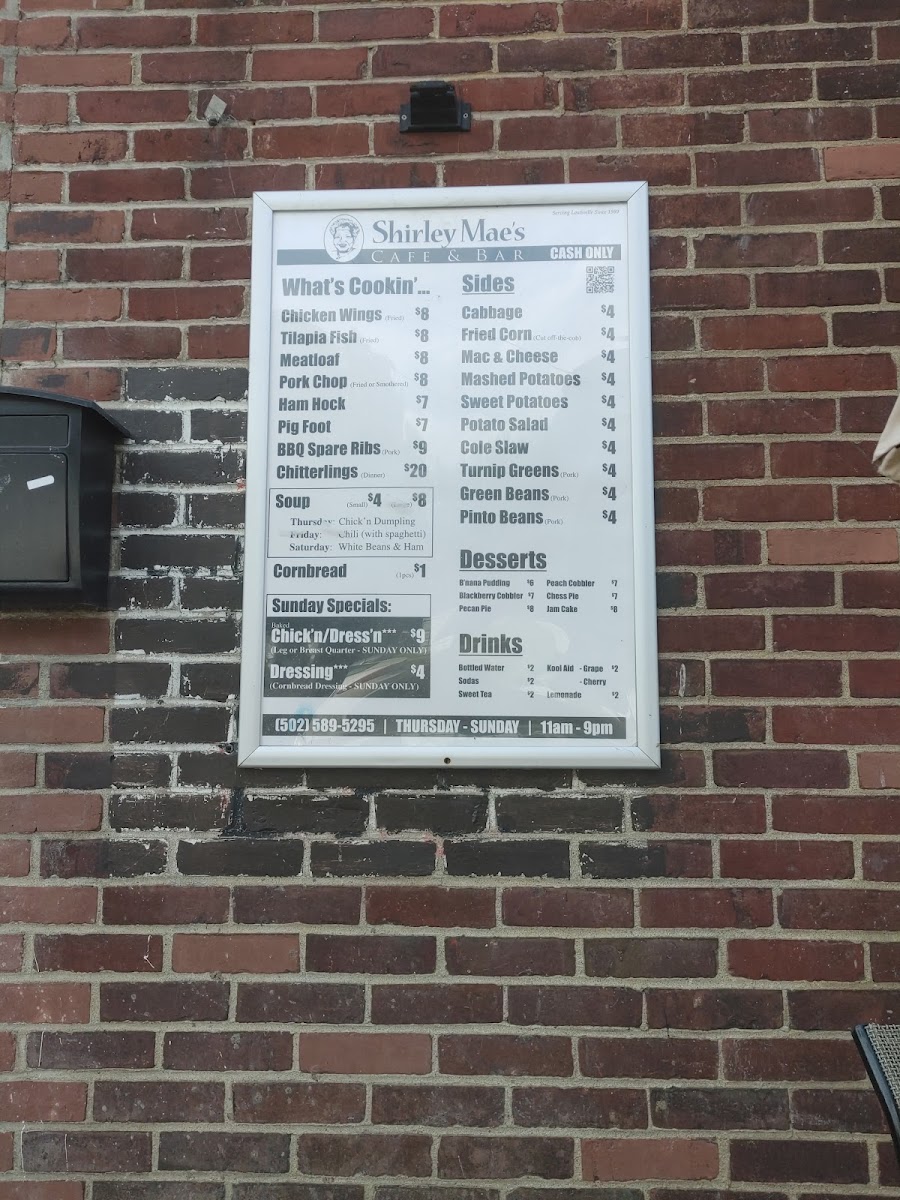 Serving Louisville Since 1988
Shirley Mae's
CAFE & BAR
CASH ONLY
What's Cookin'...
Chicken Wings (Fried) $8
Tilapia Fish (Fried) $8
Meatloaf $8
Pork Chop (Fried or Smothered) $8
Ham Hock $7
Pig Foot $7
BBQ Spare Ribs (Pork) $9
Chitterlings (Dinner) $20
Soup (Small) $4 (Large) $8
Thursday: Chick'n Dumpling
Friday: Chili (with spaghetti)
Saturday: White Beans & Ham
Cornbread (1pcs) $1
Sunday Specials:
Baked
Chick'n/Dress'n*** $9
(Leg or Breast Quarter - SUNDAY ONLY)
Dressing*** $4
(Cornbread Dressing - SUNDAY ONLY)
Sides
Cabbage $4
Fried Corn (Cut off-the-cob) $4
Mac & Cheese $4
Mashed Potatoes $4
Sweet Potatoes $4
Potato Salad $4
Cole Slaw $4
Turnip Greens (Pork) $4
Green Beans (Pork) $4
Pinto Beans (Pork) $4
Desserts
B'nana Pudding $6 Peach Cobbler $7
Blackberry Cobbler $7 Chess Pie $7
Pecan Pie $8 Jam Cake $8
Drinks
Bottled Water $2 Kool Aid - Grape $2
Sodas $2 - Cherry
Sweet Tea $2 Lemonade $2
(502) 589-5295 | THURSDAY - SUNDAY | 11am - 9pm